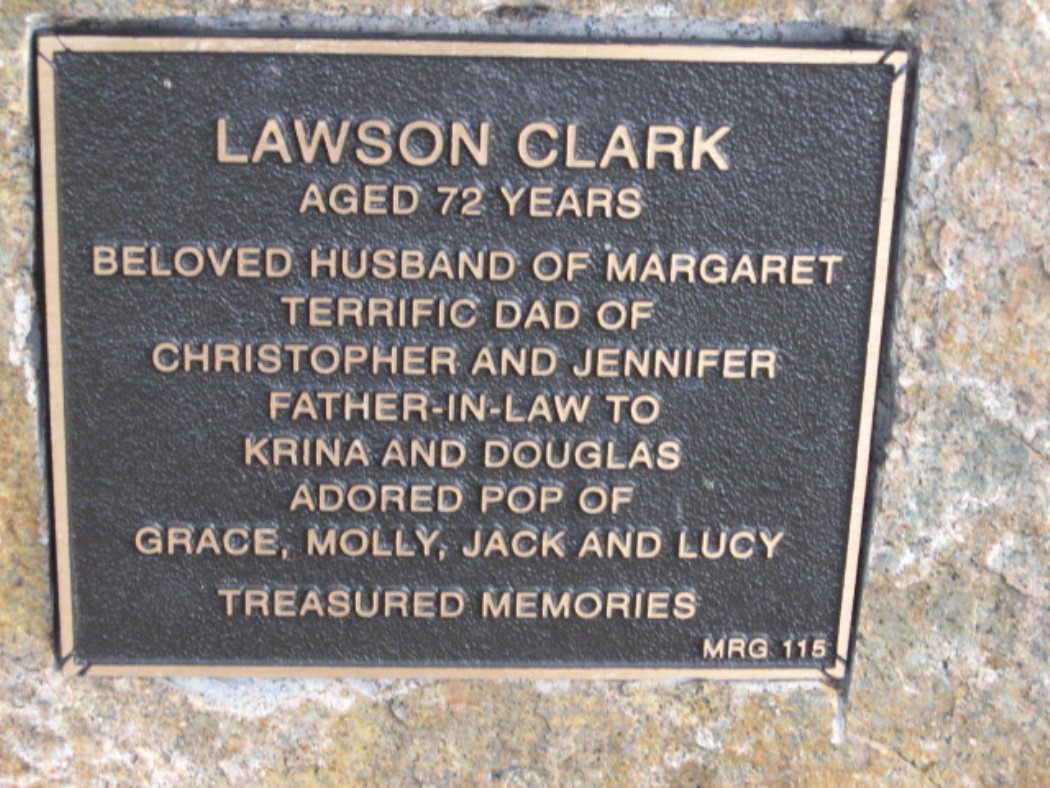 LAWSON CLARK
AGED 72 YEARS
BELOVED HUSBAND OF MARGARET
TERRIFIC DAD OF
CHRISTOPHER AND JENNIFER
FATHER-IN-LAW TO
KRINA AND DOUGLAS
ADORED POP OF
GRACE, MOLLY, JACK AND LUCY
TREASURED MEMORIES
MRG 115